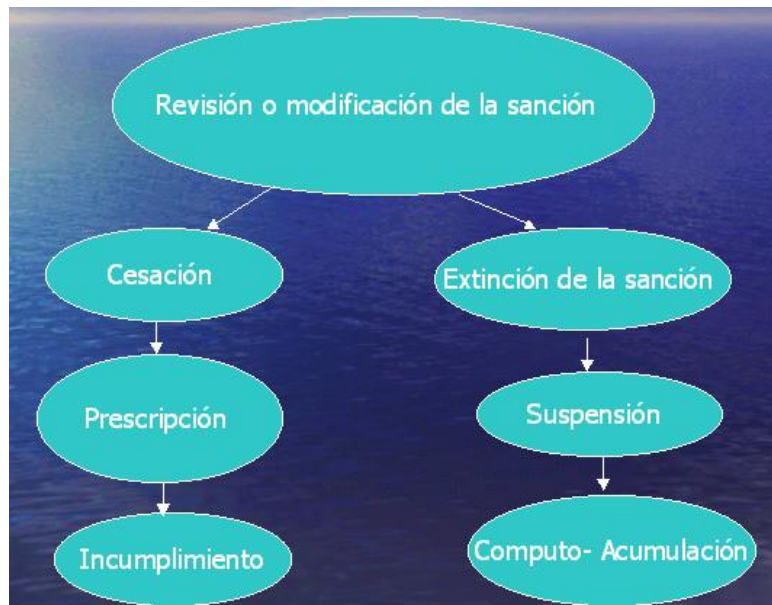 Revisión o modificación de la sanción
Cesación
Extinción de la sanción
Prescripción
Suspensión
Incumplimiento
Computo- Acumulación